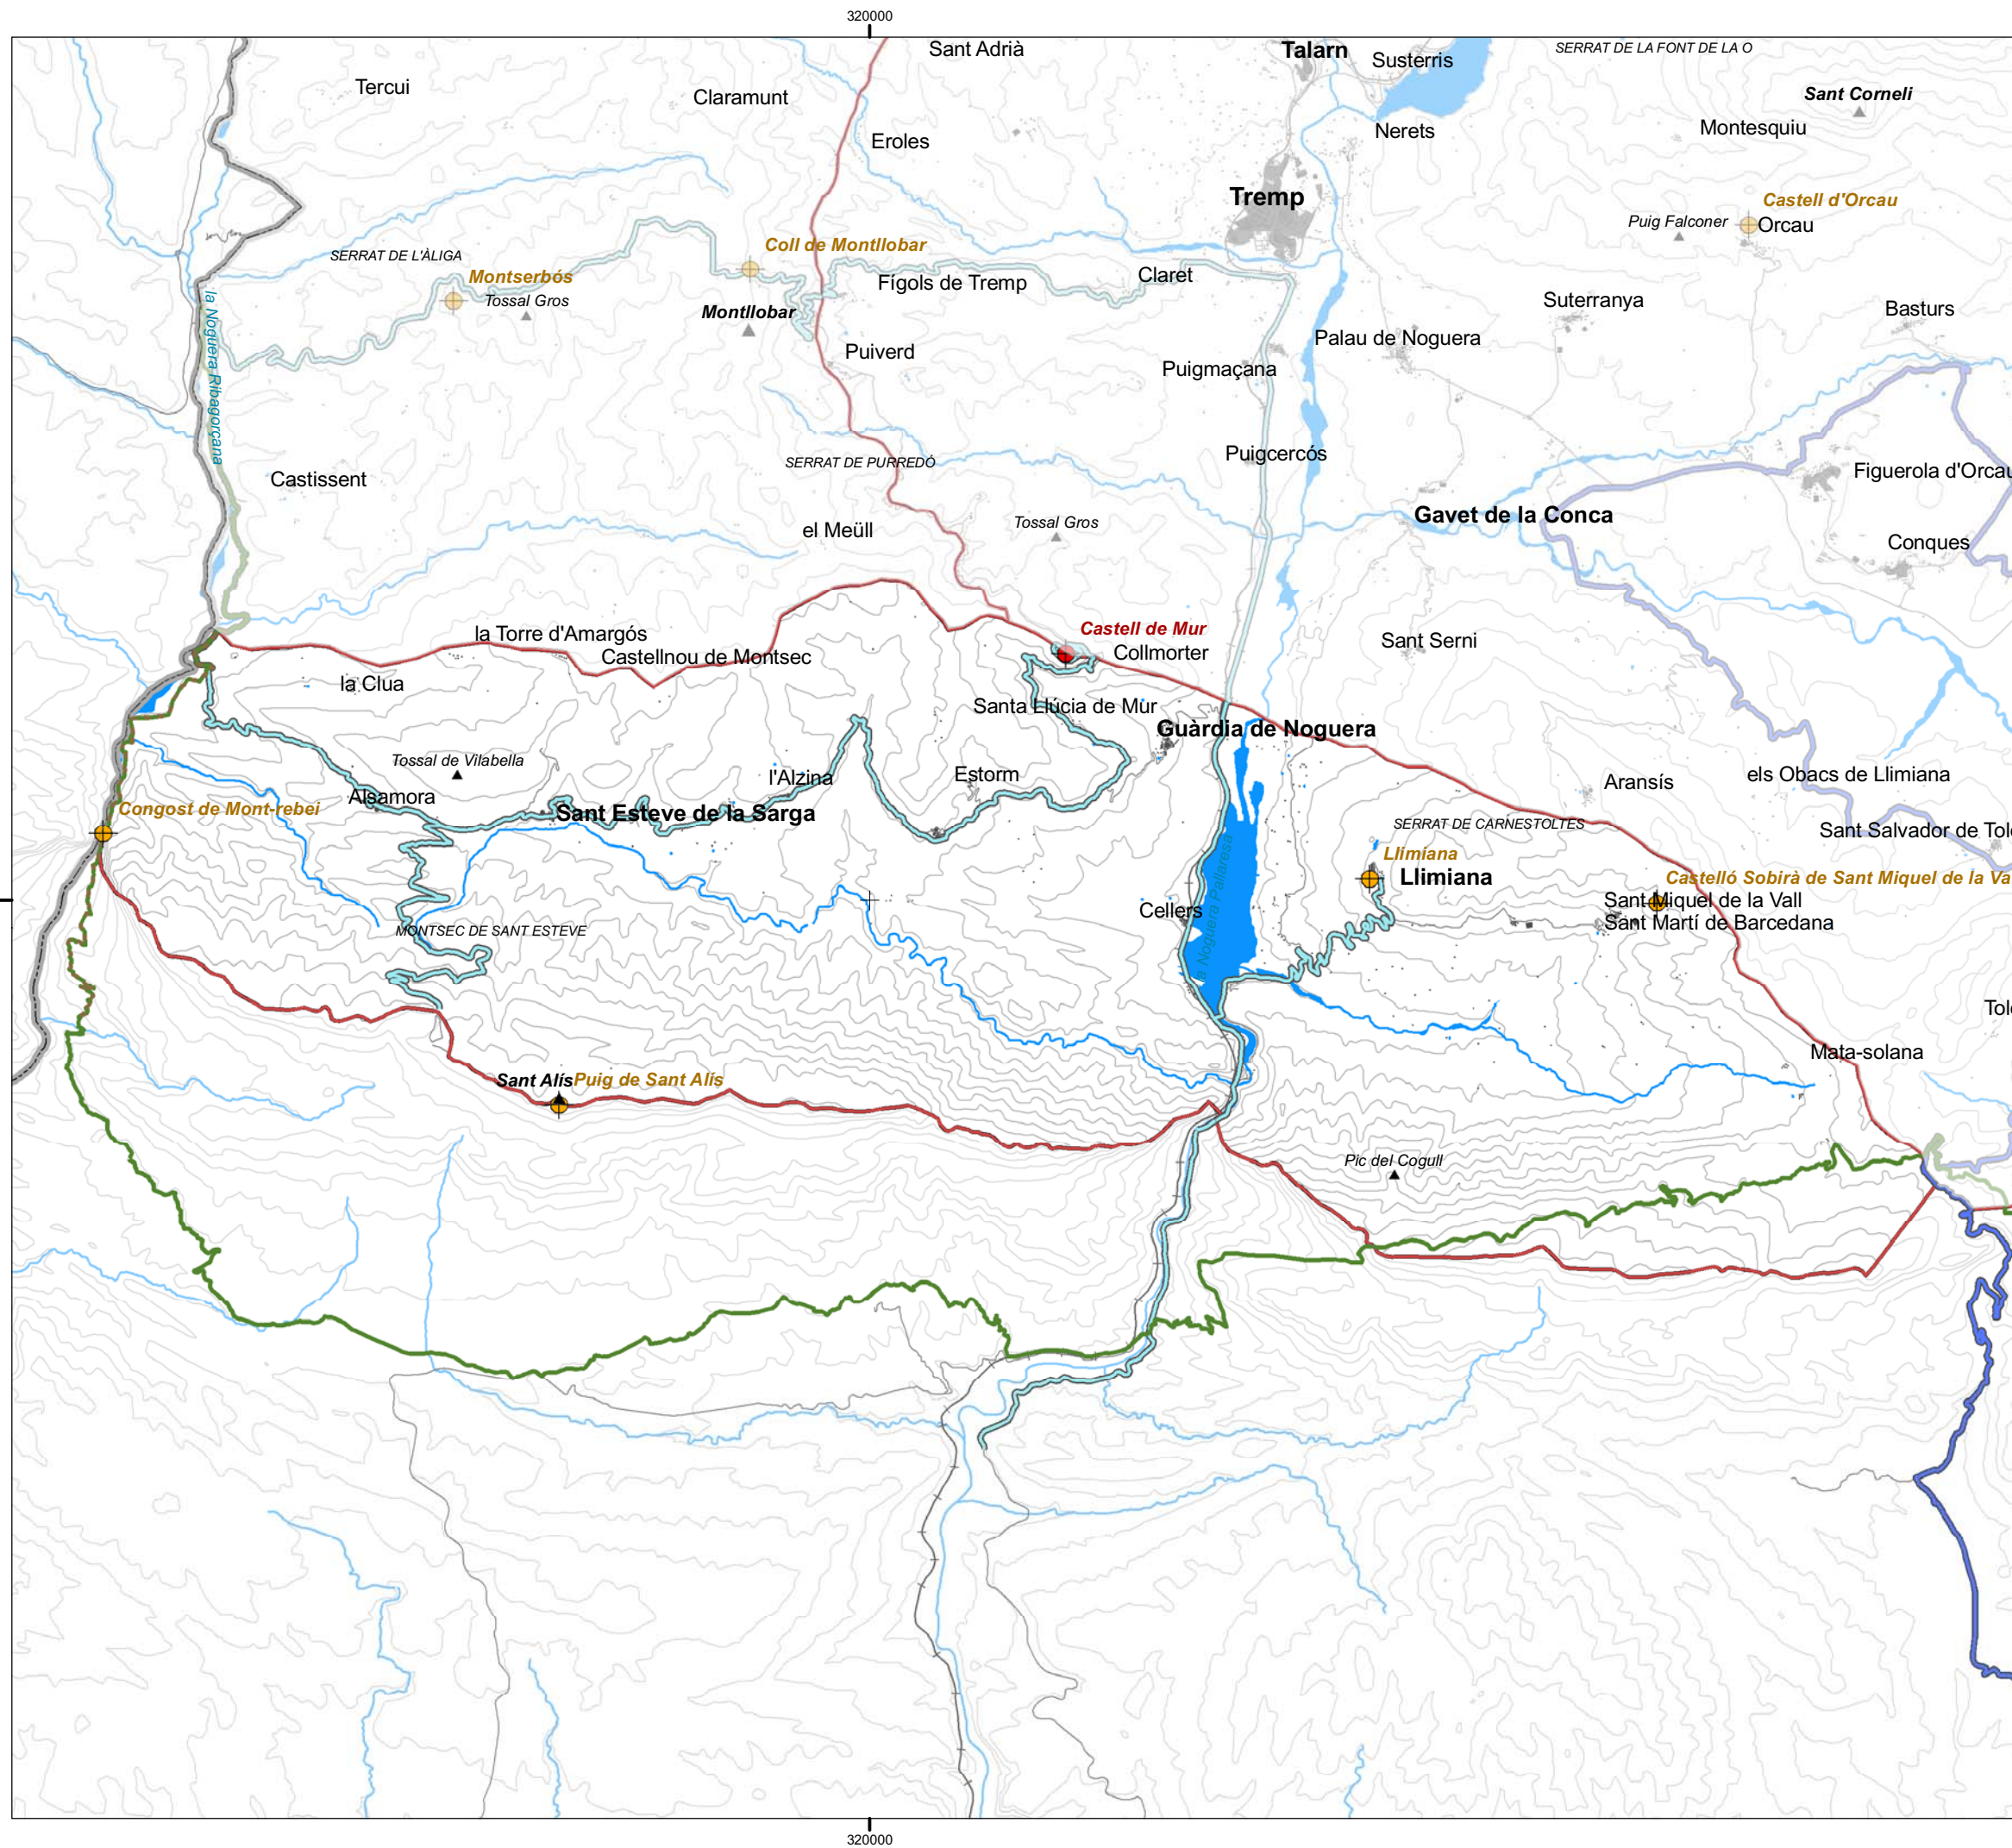 320000
Sant Adrià
Talarn
Susterris
SERRAT DE LA FONT DE LA O
Tercui
Claramunt
Sant Corneli
Eroles
Nerets
Montesquiu
Tremp
Castell d'Orcau
Puig Falconer
Orcau
SERRAT DE L'ÀLIGA
Coll de Montllobar
Montserbós
Tossal Gros
Fígols de Tremp
Claret
Montllobar
Suterranya
Basturs
la Noguera Ribagorçana
Puiverd
Palau de Noguera
Puigmaçana
Castissent
SERRAT DE PURREDÓ
Puigcercós
Figuerola d'Orcau
el Meüll
Tossal Gros
Gavet de la Conca
Conques
la Torre d'Amargós
Castell de Mur
Collmorter
Sant Serni
Castellnou de Montsec
la Clua
Santa Llúcia de Mur
Guàrdia de Noguera
Tossal de Vilabella
l'Alzina
Estorm
Aransís
els Obacs de Llimiana
Alsamora
Congost de Mont-rebei
Sant Esteve de la Sarga
SERRAT DE CARNESTOLTES
Sant Salvador de Tol
Llimiana
Llimiana
Castelló Sobirà de Sant Miquel de la Va
Sant Miquel de la Vall
Sant Martí de Barcedana
Cellers
la Noguera Pallaresa
MONTSEC DE SANT ESTEVE
Tol
Mata-solana
Sant Alís
Puig de Sant Alís
Pic del Cogull
320000